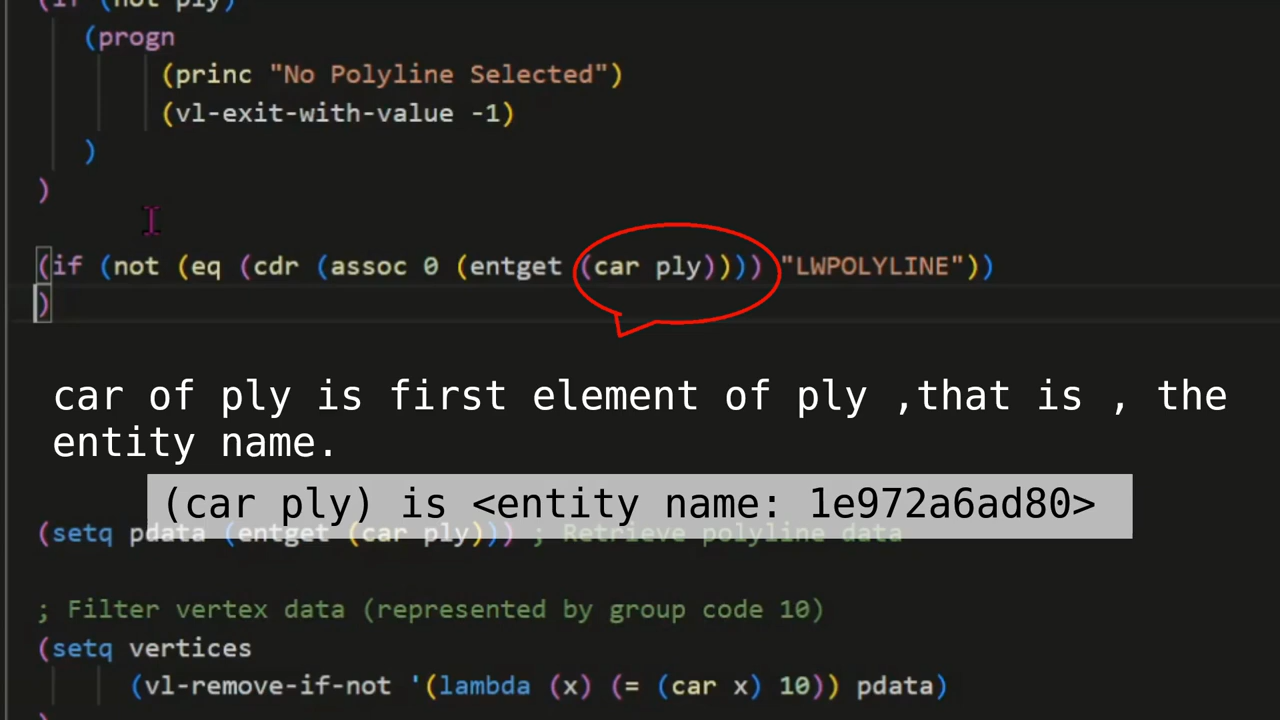 (if (not ply)
(progn
(princ "No Polyline Selected")
(vl-exit-with-value -1)
)
)
(if (not (eq (cdr (assoc 0 (entget (car ply)))) "LWPOLYLINE"))
)
car of ply is first element of ply ,that is , the
entity name.
(car ply) is <entity name: 1e972a6ad80>
(setq pdata (entget (car ply))) ; Retrieve polyline data
; Filter vertex data (represented by group code 10)
(setq vertices
(vl-remove-if-not '(lambda (x) (= (car x) 10)) pdata)